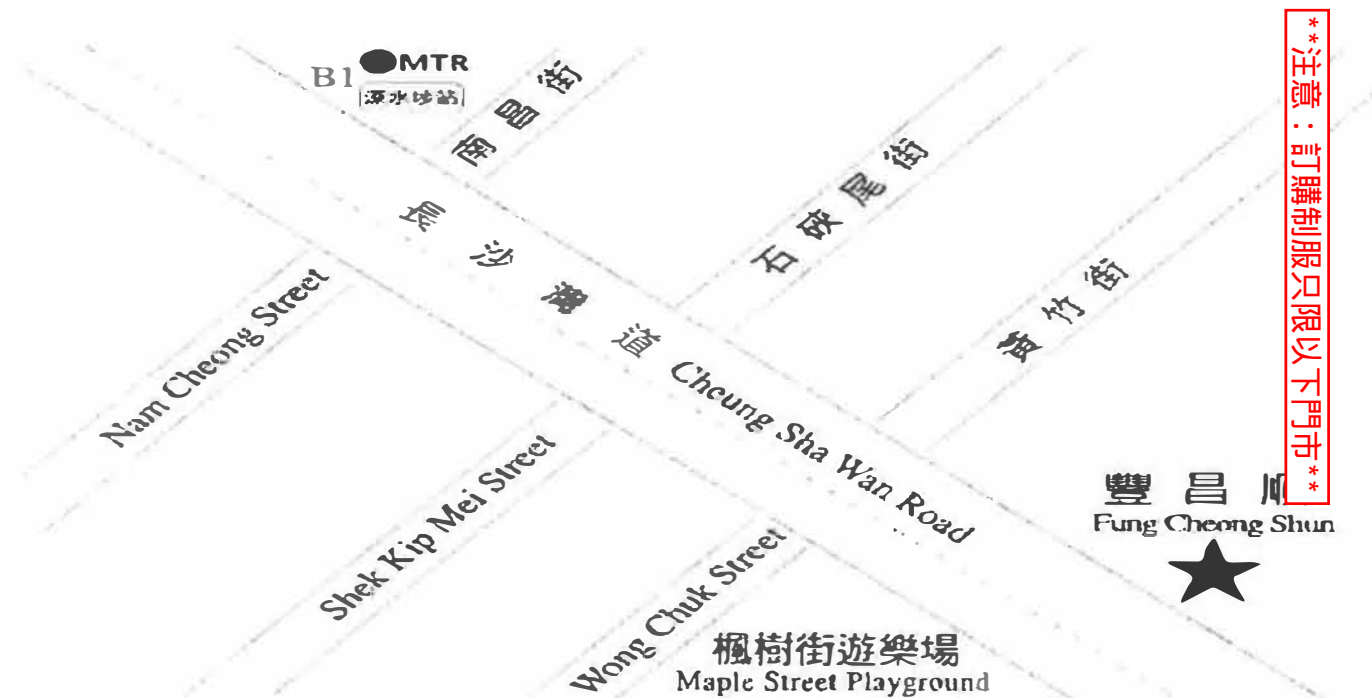 B1
MTR
深水埗站
南昌街
石硤尾街
黃竹街
長沙灣道 Cheung Sha Wan Road
Nam Cheong Street
Shek Kip Mei Street
Wong Chuk Street
豐昌順
Fung Cheong Shun
楓樹街遊樂場
Maple Street Playground
**注意：訂購制服只限以下門市**